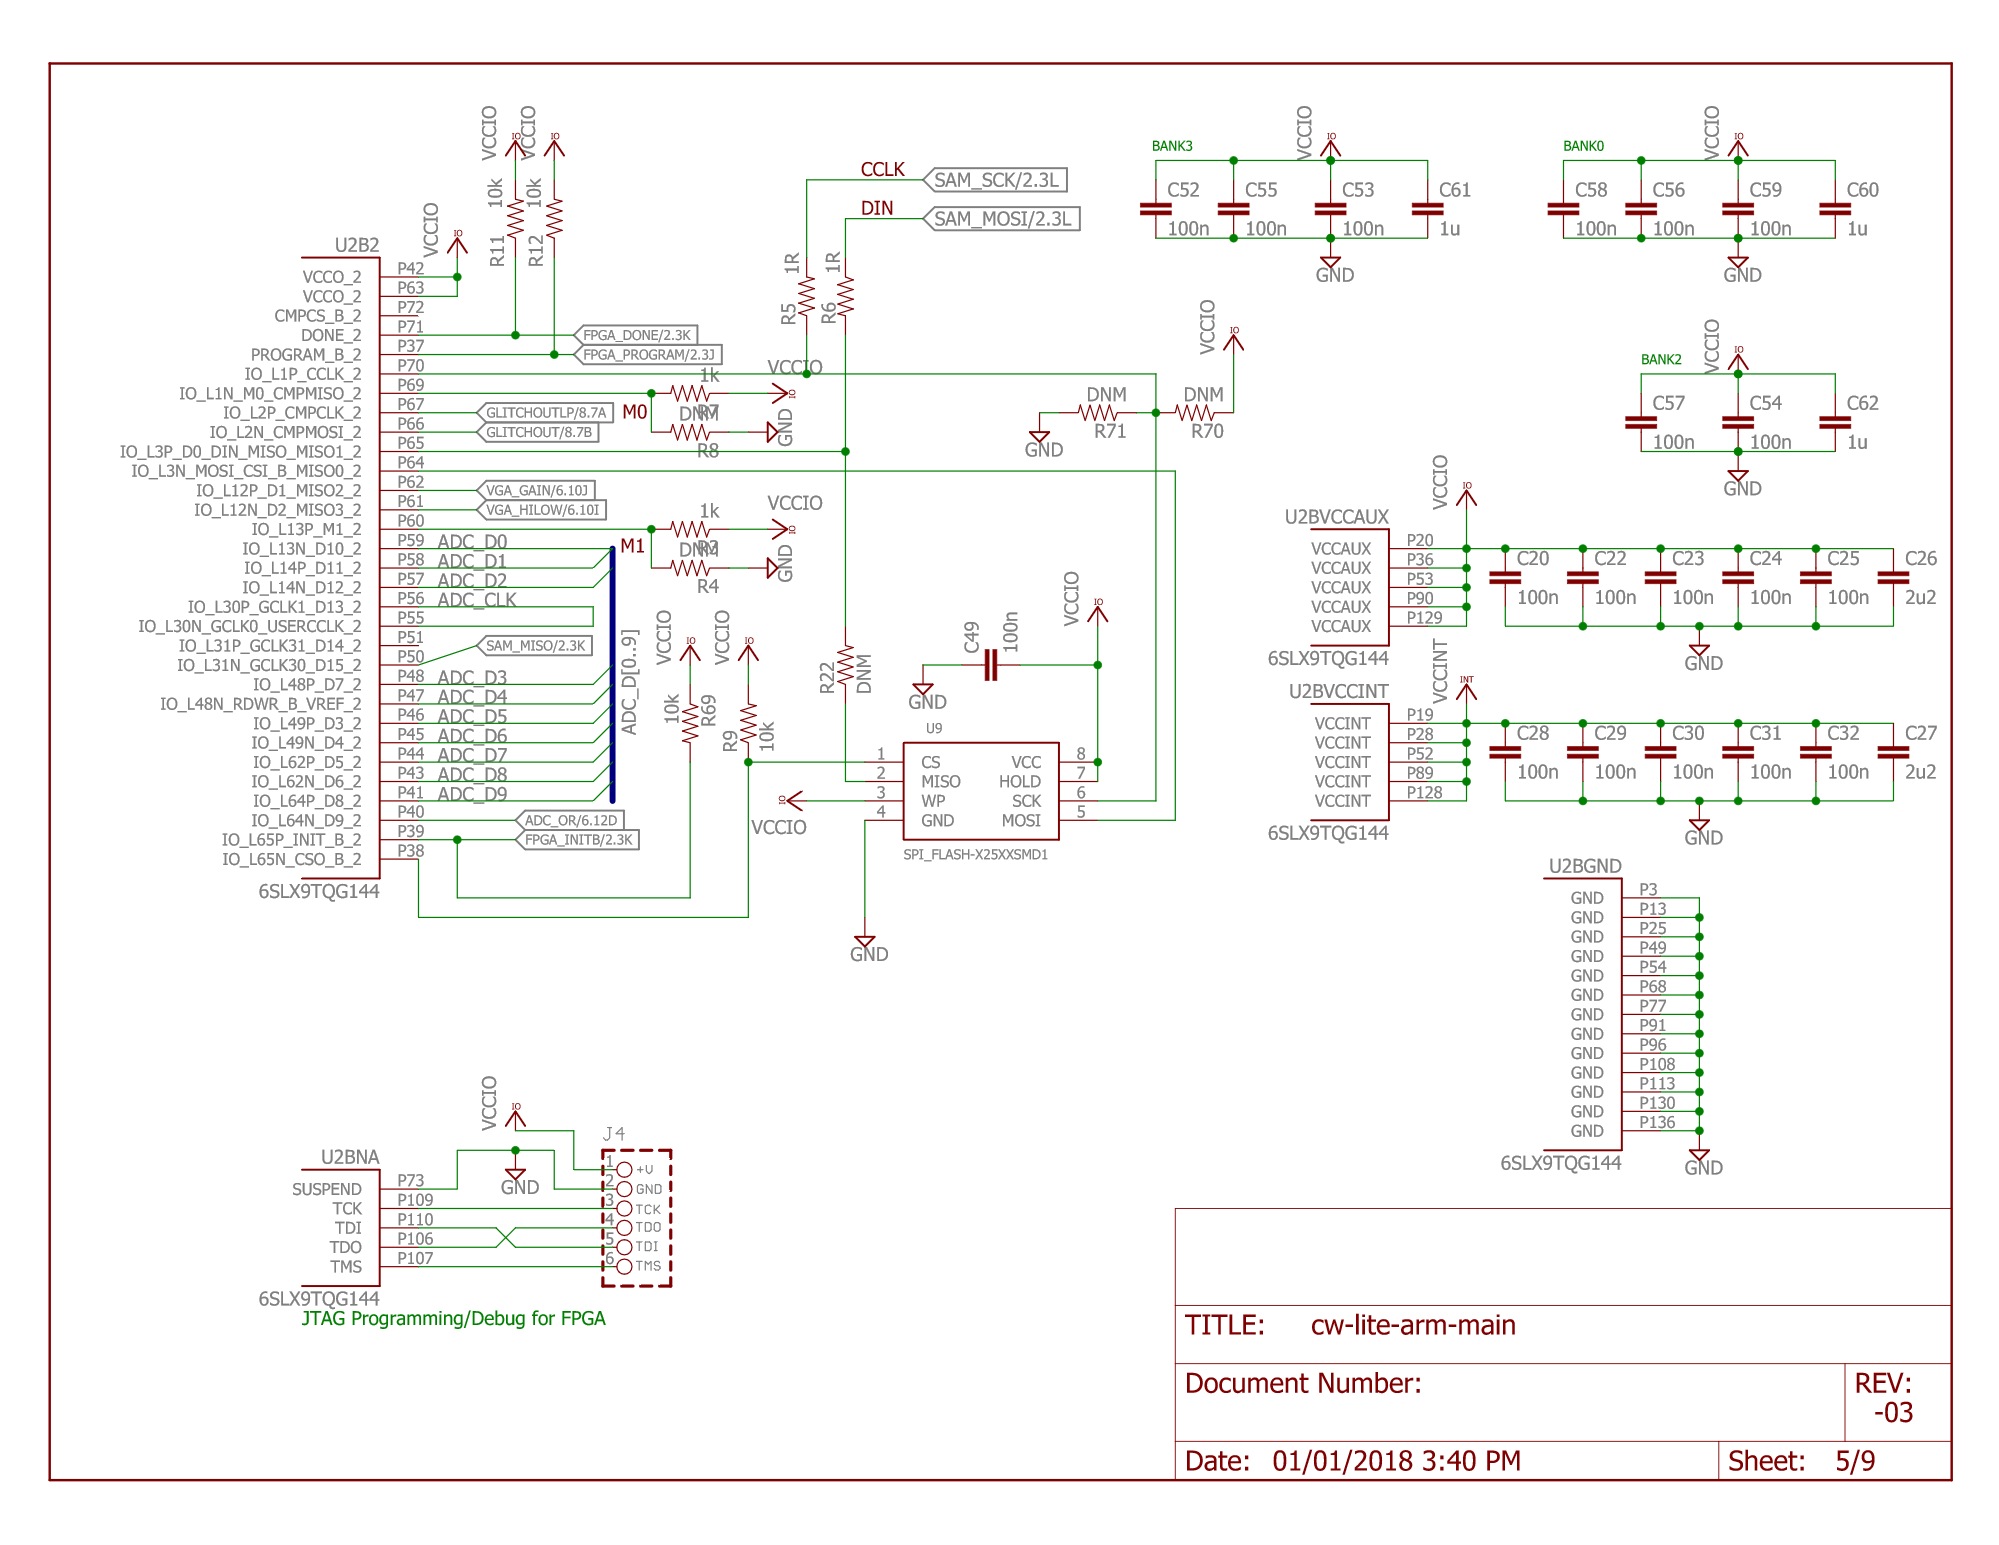 VCCIO
IO
10k
R11
VCCIO
IO
10k
R12
VCCIO
IO
U2B2
VCCO_2 P42
VCCO_2 P63
CMPCS_B_2 P72
DONE_2 P71
PROGRAM_B_2 P37
IO_L1P_CCLK_2 P70
IO_L1N_M0_CMPMISO_2 P69
IO_L2P_CMPCLK_2 P67
IO_L2N_CMPMOSI_2 P66
IO_L3P_D0_DIN_MISO_MISO1_2 P65
IO_L3N_MOSI_CSI_B_MISO0_2 P64
IO_L12P_D1_MISO2_2 P62
IO_L12N_D2_MISO3_2 P61
IO_L13P_M1_2 P60
IO_L13N_D10_2 P59 ADC_D0
IO_L14P_D11_2 P58 ADC_D1
IO_L14N_D12_2 P57 ADC_D2
IO_L30P_GCLK1_D13_2 P56 ADC_CLK
IO_L30N_GCLK0_USERCCLK_2 P55
IO_L31P_GCLK31_D14_2 P51
IO_L31N_GCLK30_D15_2 P50
IO_L48P_D7_2 P48 ADC_D3
IO_L48N_RDWR_B_VREF_2 P47 ADC_D4
IO_L49P_D3_2 P46 ADC_D5
IO_L49N_D4_2 P45 ADC_D6
IO_L62P_D5_2 P44 ADC_D7
IO_L62N_D6_2 P43 ADC_D8
IO_L64P_D8_2 P41 ADC_D9
IO_L64N_D9_2 P40
IO_L65P_INIT_B_2 P39
IO_L65N_CSO_B_2 P38
6SLX9TQG144
FPGA_DONE/2.3K
FPGA_PROGRAM/2.3J
GLITCHOUTLP/8.7A
GLITCHOUT/8.7B
VGA_GAIN/6.10J
VGA_HILOW/6.10I
SAM_MISO/2.3K
ADC_OR/6.12D
FPGA_INITB/2.3K
ADC_D[0..9]
M0
1k
R7
VCCIO
IO
DNM
R8
GND
M1
1k
R3
VCCIO
IO
DNM
R4
GND
VCCIO
IO
10k
R69
VCCIO
IO
R9
10k
CCLK
SAM_SCK/2.3L
DIN
SAM_MOSI/2.3L
1R
R5
1R
R6
R22
DNM
GND
DNM
R71
DNM
R70
VCCIO
IO
GND
C49
100n
VCCIO
IO
U9
1 CS VCC 8
2 MISO HOLD 7
3 WP SCK 6
4 GND MOSI 5
SPI_FLASH-X25XXSMD1
IO
VCCIO
GND
BANK3
VCCIO
IO
C52 C55 C53 C61
100n 100n 100n 1u
GND
BANK0
VCCIO
IO
C58 C56 C59 C60
100n 100n 100n 1u
GND
BANK2
VCCIO
IO
C57 C54 C62
100n 100n 1u
GND
VCCIO
IO
U2BVCCAUX
VCCAUX P20
VCCAUX P36
VCCAUX P53
VCCAUX P90
VCCAUX P129
6SLX9TQG144
C20 C22 C23 C24 C25 C26
100n 100n 100n 100n 100n 2u2
GND
VCCINT
INT
U2BVCCINT
VCCINT P19
VCCINT P28
VCCINT P52
VCCINT P89
VCCINT P128
6SLX9TQG144
C28 C29 C30 C31 C32 C27
100n 100n 100n 100n 100n 2u2
GND
U2BGND
GND P3
GND P13
GND P25
GND P49
GND P54
GND P68
GND P77
GND P91
GND P96
GND P108
GND P113
GND P130
GND P136
6SLX9TQG144
GND
VCCIO
IO
GND
U2BNA
SUSPEND P73
TCK P109
TDI P110
TDO P106
TMS P107
6SLX9TQG144
J4
1 +V
2 GND
3 TCK
4 TDO
5 TDI
6 TMS
JTAG Programming/Debug for FPGA
TITLE: cw-lite-arm-main
Document Number:
REV:
-03
Date: 01/01/2018 3:40 PM
Sheet: 5/9